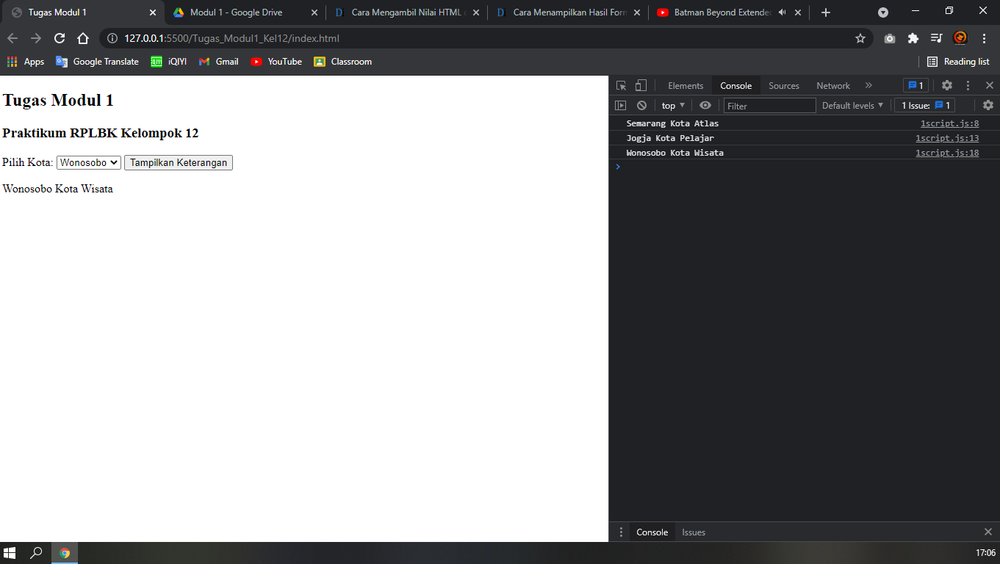 Tugas Modul 1
Modul 1 - Google Drive
Cara Mengambil Nilai HTML
Cara Menampilkan Hasil Form
Batman Beyond Extended
127.0.0.1:5500/Tugas_Modul1_Kel12/index.html
Apps Google Translate iQIYI Gmail YouTube Classroom Reading list
Tugas Modul 1
Praktikum RPLBK Kelompok 12
Pilih Kota: Wonosobo Tampilkan Keterangan
Wonosobo Kota Wisata
Elements Console Sources Network » 1
top Filter Default levels 1 Issue: 1
Semarang Kota Atlas 1script.js:8
Jogja Kota Pelajar 1script.js:13
Wonosobo Kota Wisata 1script.js:18
Console Issues
17:06